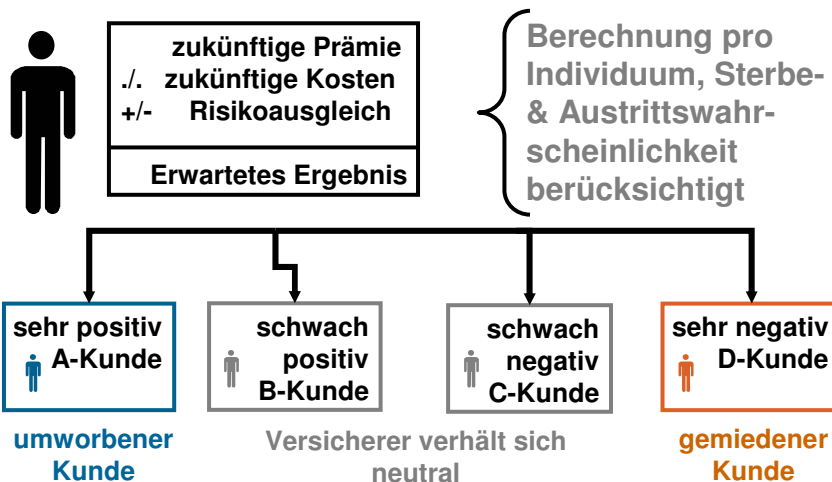 zukünftige Prämie
./. zukünftige Kosten
+/- Risikoausgleich
Erwartetes Ergebnis
Berechnung pro
Individuum, Sterbe-
& Austrittswahr-
scheinlichkeit
berücksichtigt
sehr positiv
A-Kunde
schwach
positiv
B-Kunde
schwach
negativ
C-Kunde
sehr negativ
D-Kunde
umworbener
Kunde
Versicherer verhält sich
neutral
gemiedener
Kunde